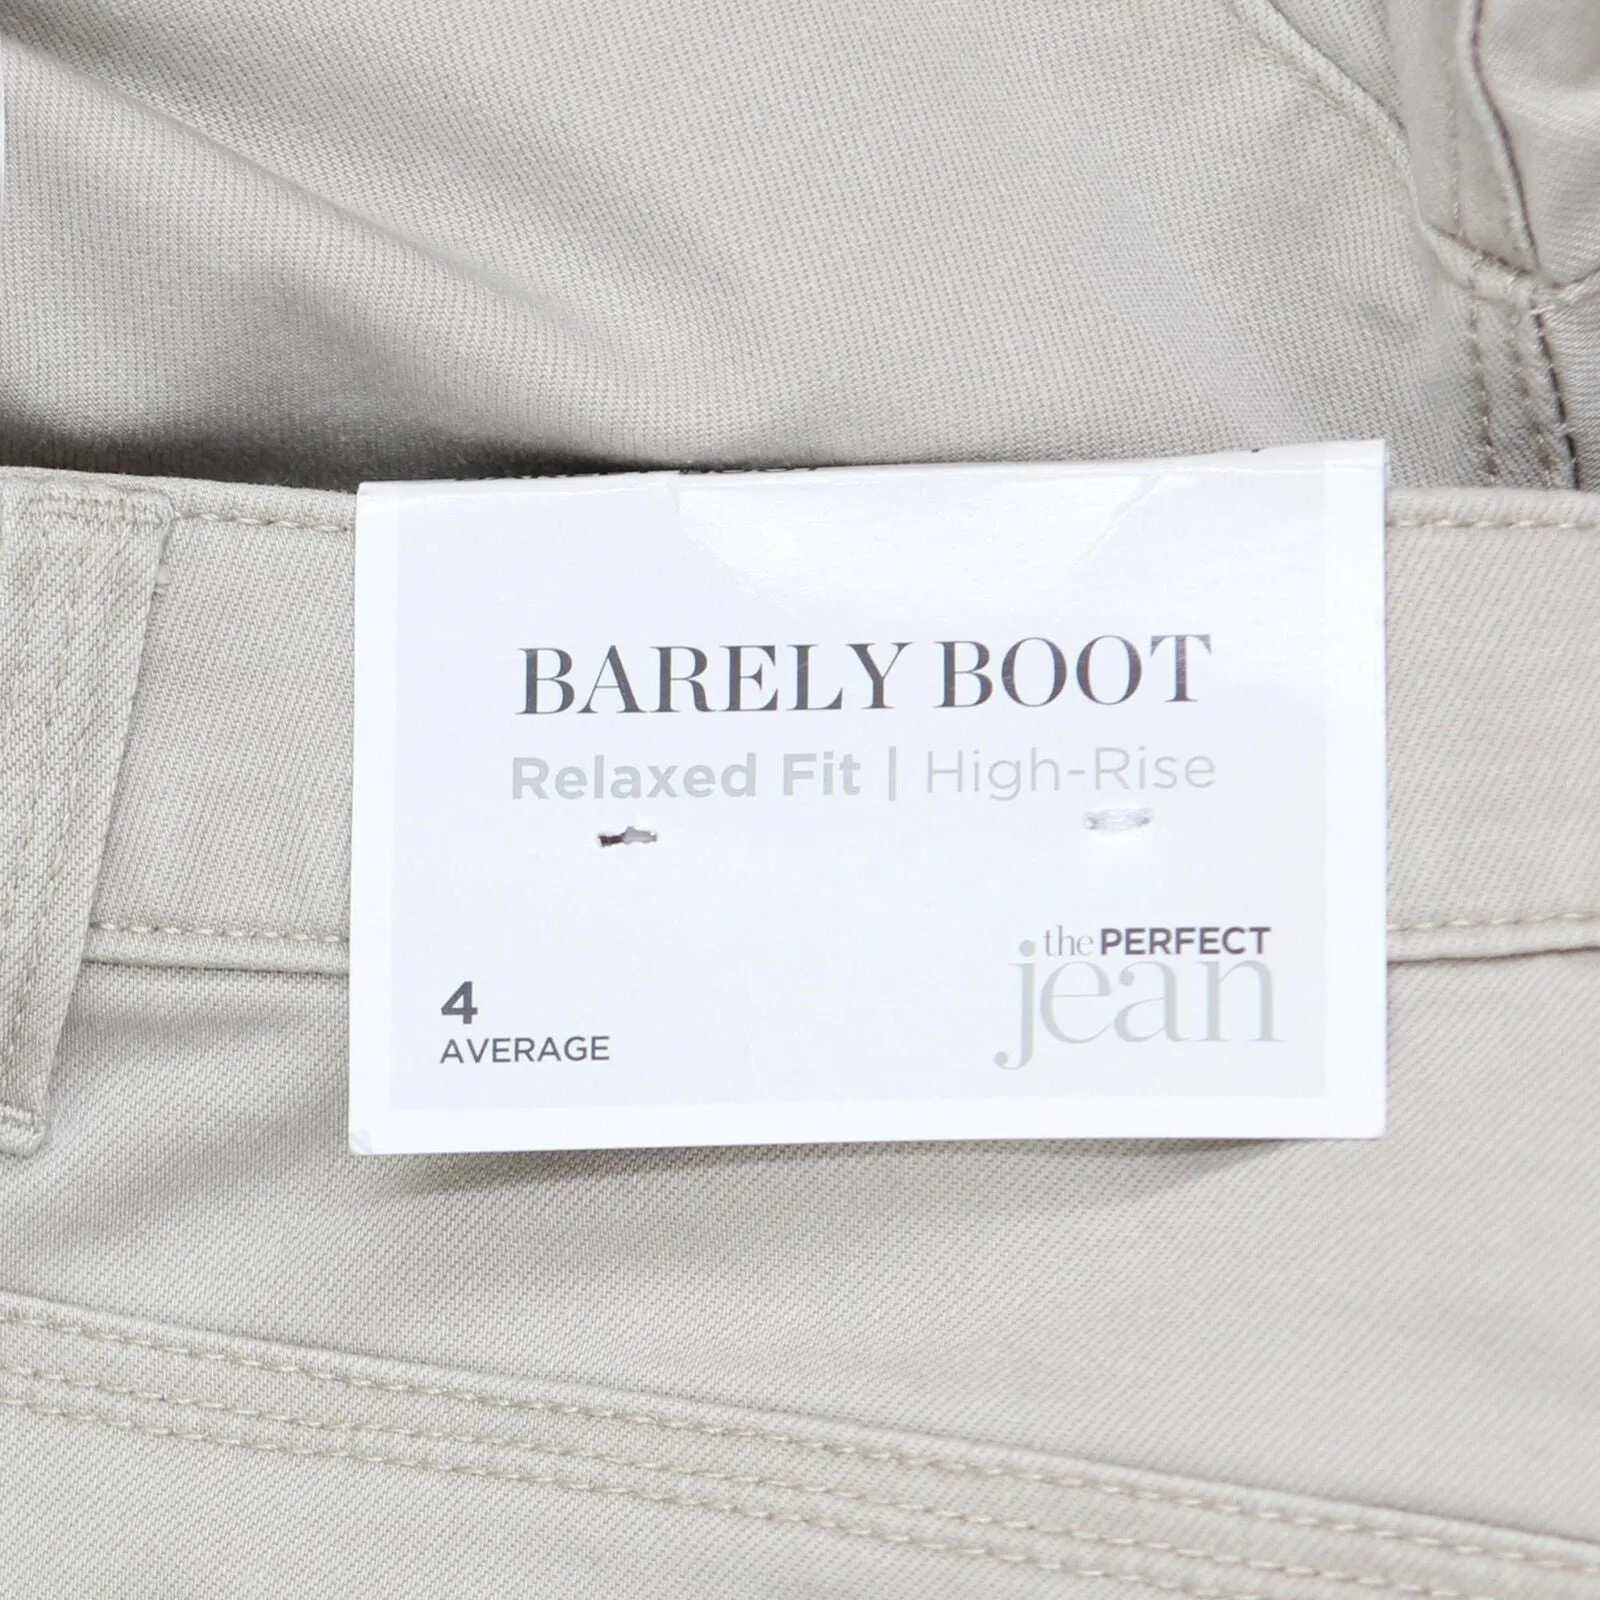 BARELY BOOT
Relaxed Fit | High-Rise
4
AVERAGE
the PERFECT
jean